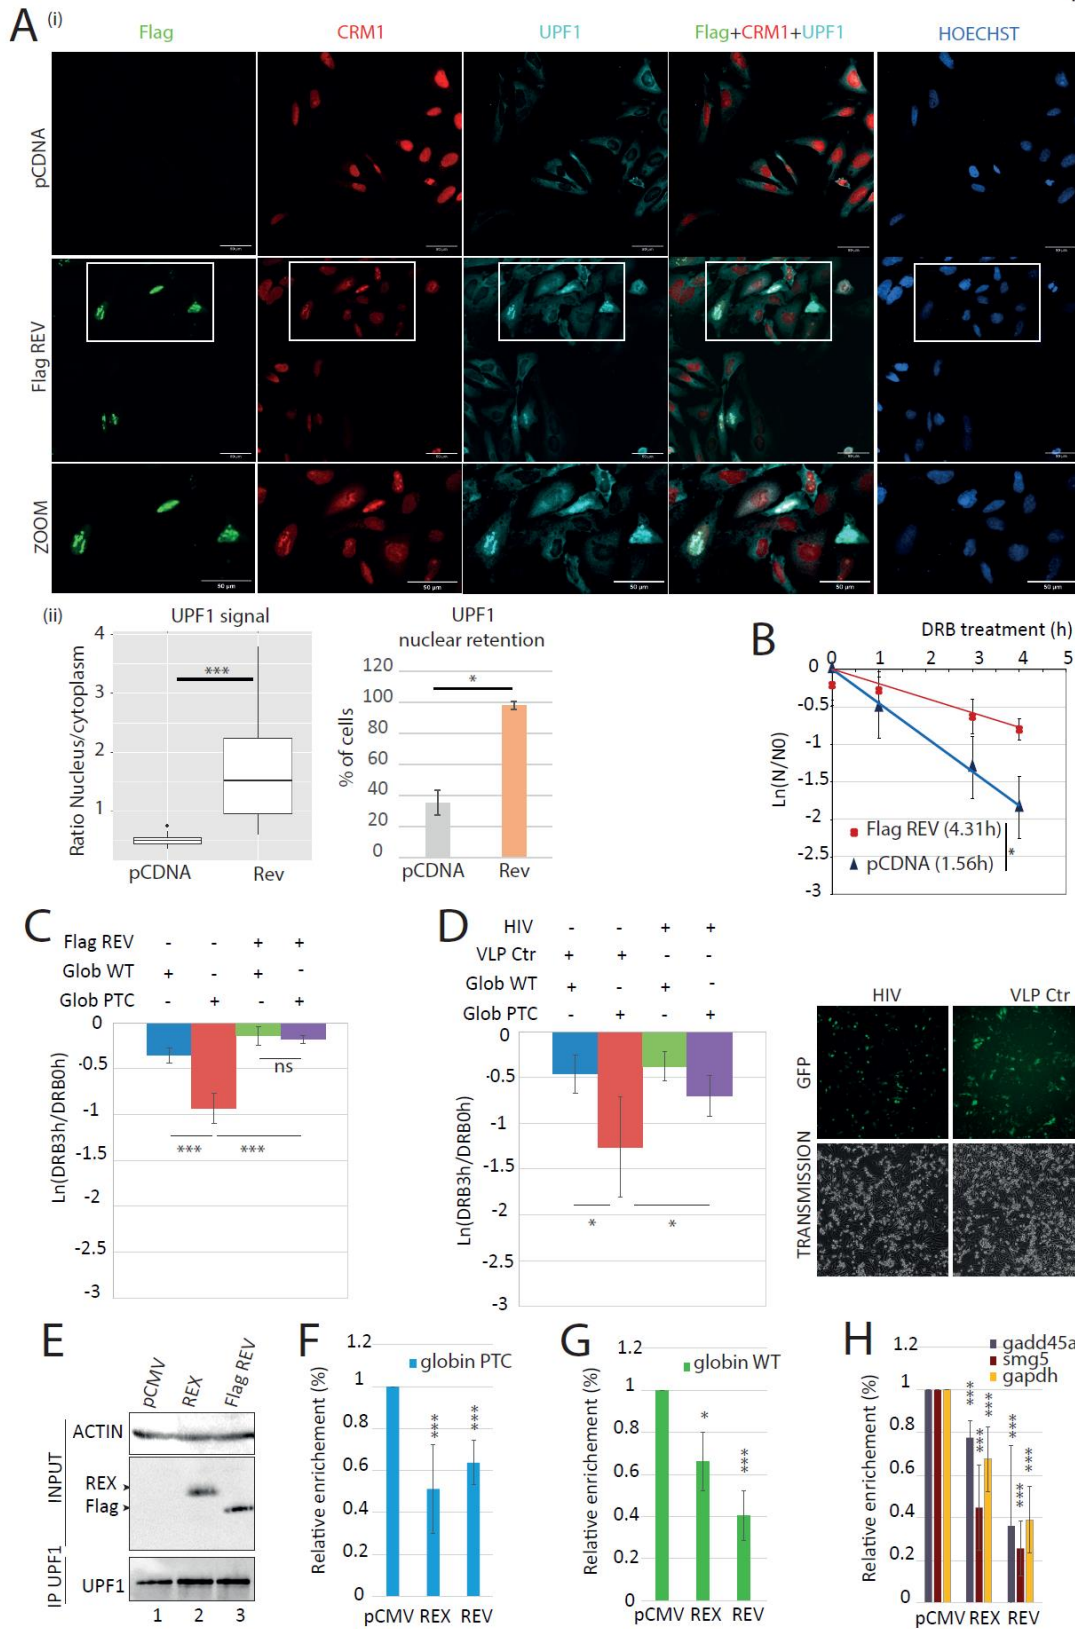 A (i)
Flag CRM1 UPF1 Flag+CRM1+UPF1 HOECHST
pCDNA
Flag REV
ZOOM
50 µm 50 µm 50 µm 50 µm 50 µm
(ii)
UPF1 signal
Ratio Nucleus/cytoplasm
4
3
2
1
***
pCDNA Rev
UPF1
nuclear retention
% of cells
120
100
80
60
40
20
0
*
pCDNA Rev
B
DRB treatment (h)
0 1 2 3 4 5
Ln(N/N0)
0
-0.5
-1
-1.5
-2
-2.5
-3
Flag REV (4.31h)
pCDNA (1.56h)
*
C
Flag REV - - + +
Glob WT + - + -
Glob PTC - + - +
Ln(DRB3h/DRB0h)
0
-0.5
-1
-1.5
-2
-2.5
-3
ns
*** ***
D
HIV - - + +
VLP Ctr + + - -
Glob WT + - + -
Glob PTC - + - +
Ln(DRB3h/DRB0h)
0
-0.5
-1
-1.5
-2
-2.5
-3
* *
HIV VLP Ctr
GFP
TRANSMISSION
E
pCMV REX Flag REV
INPUT
ACTIN
REX
Flag
IP UPF1
UPF1
1 2 3
F
globin PTC
Relative enrichement (%)
1.2
1
0.8
0.6
0.4
0.2
0
*** ***
pCMV REX REV
G
globin WT
Relative enrichement (%)
1.2
1
0.8
0.6
0.4
0.2
0
* ***
pCMV REX REV
H
gadd45a
smg5
gapdh
Relative enrichement (%)
1.2
1
0.8
0.6
0.4
0.2
0
*** *** *** *** *** ***
pCMV REX REV